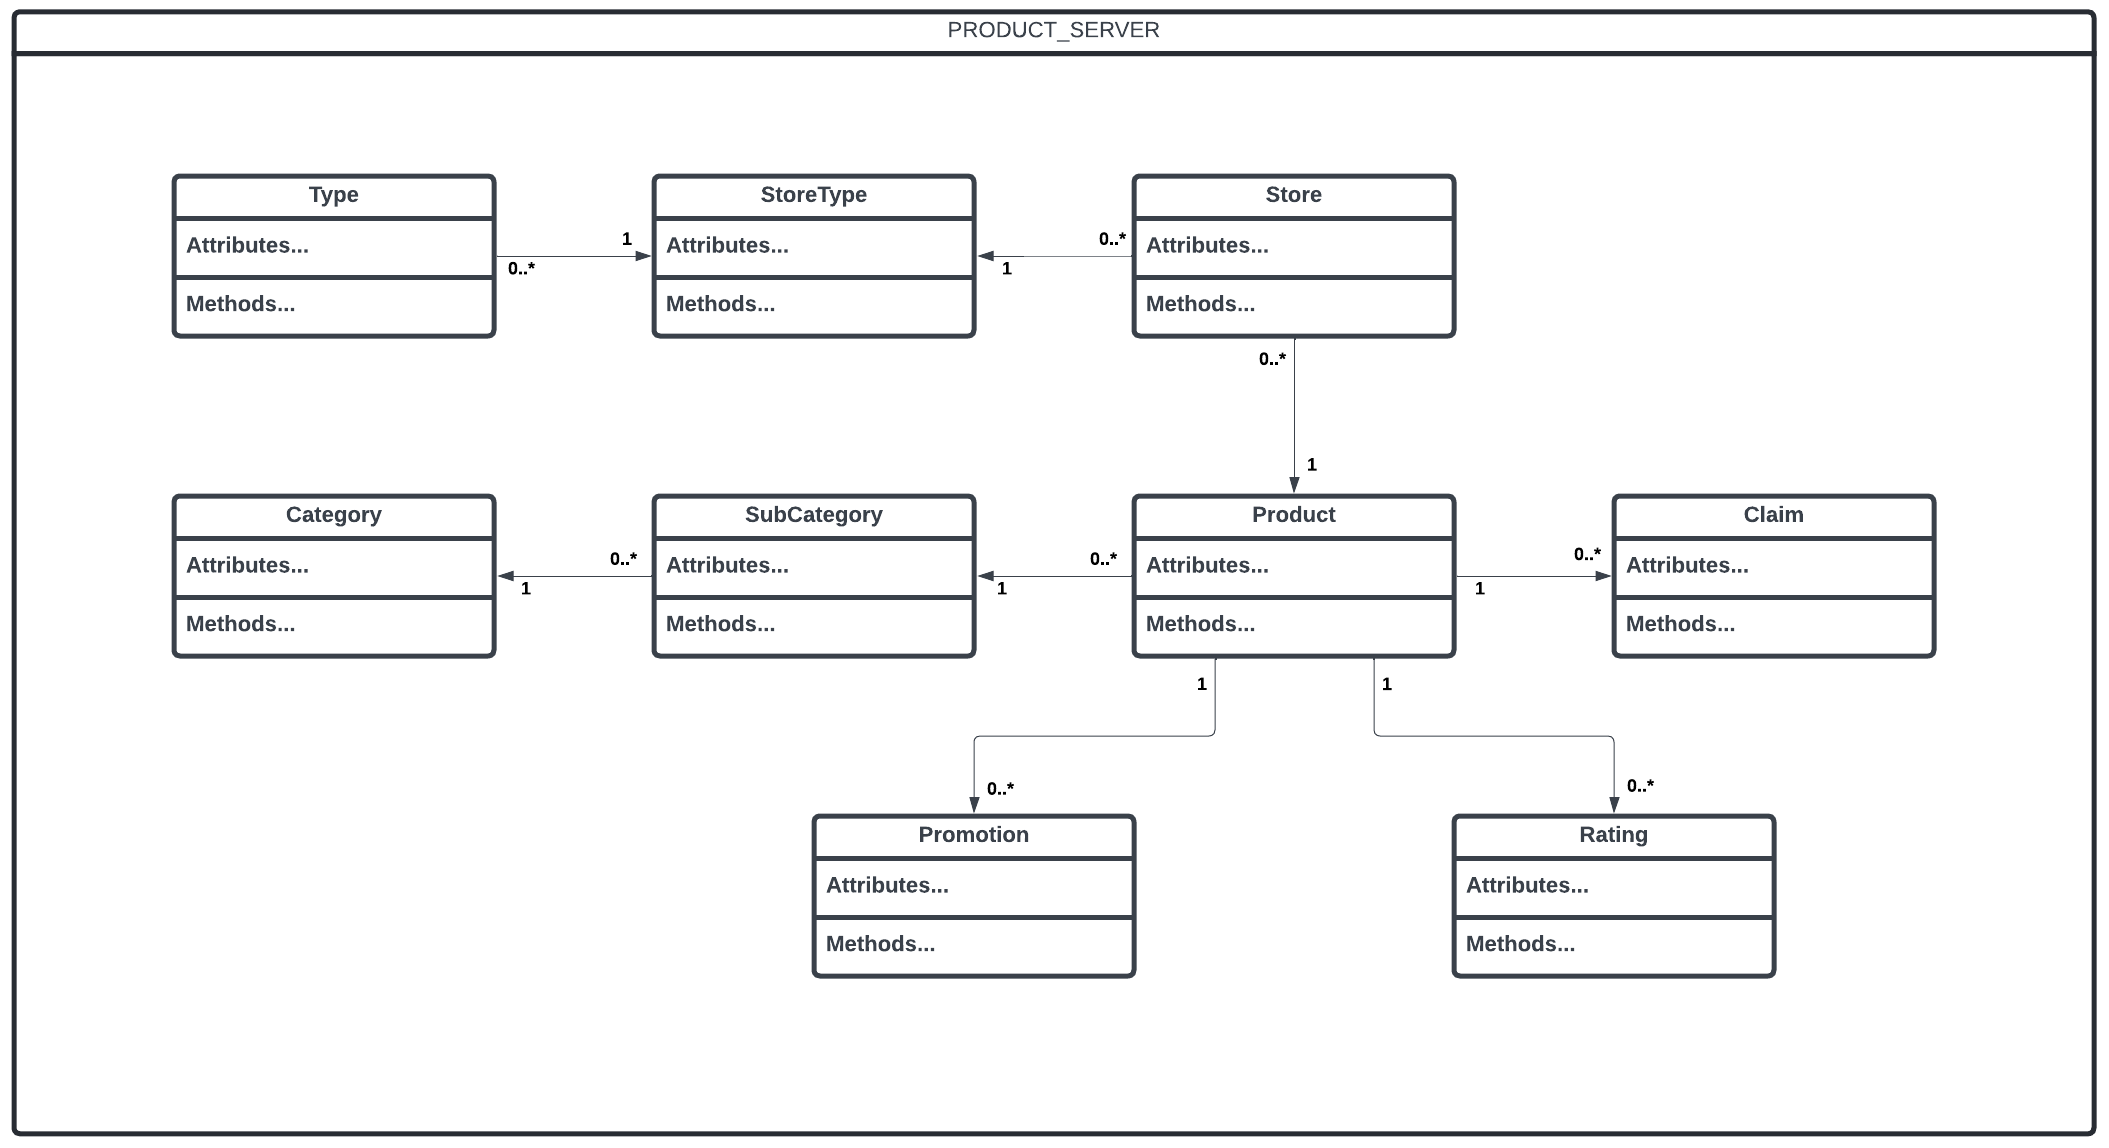 PRODUCT_SERVER
Type
Attributes...
Methods...
0..*
1
StoreType
Attributes...
Methods...
1
0..*
Store
Attributes...
Methods...
0..*
1
Category
Attributes...
Methods...
1
0..*
SubCategory
Attributes...
Methods...
1
0..*
Product
Attributes...
Methods...
1
0..*
Claim
Attributes...
Methods...
1
0..*
1
0..*
Promotion
Attributes...
Methods...
Rating
Attributes...
Methods...